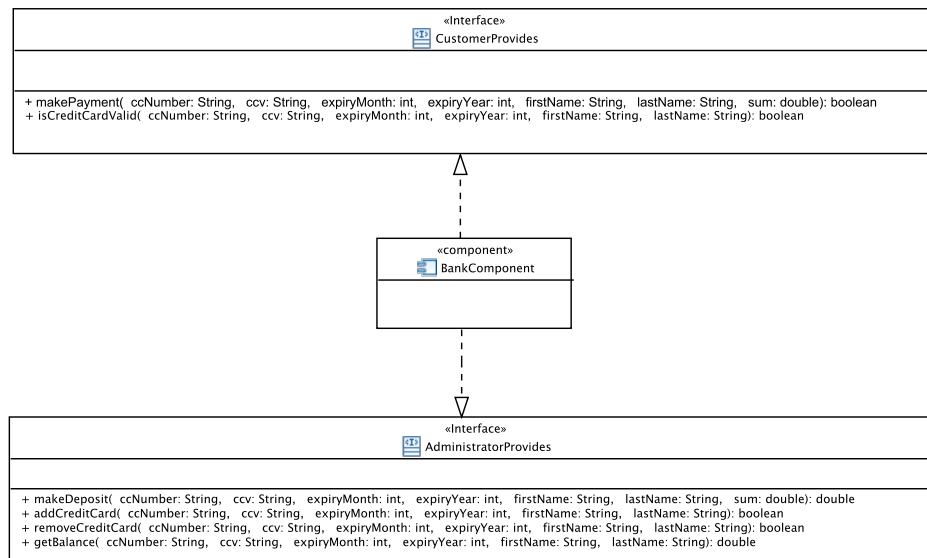 «Interface»
CustomerProvides
+ makePayment( ccNumber: String, ccv: String, expiryMonth: int, expiryYear: int, firstName: String, lastName: String, sum: double): boolean
+ isCreditCardValid( ccNumber: String, ccv: String, expiryMonth: int, expiryYear: int, firstName: String, lastName: String): boolean
«component»
BankComponent
«Interface»
AdministratorProvides
+ makeDeposit( ccNumber: String, ccv: String, expiryMonth: int, expiryYear: int, firstName: String, lastName: String, sum: double): double
+ addCreditCard( ccNumber: String, ccv: String, expiryMonth: int, expiryYear: int, firstName: String, lastName: String): boolean
+ removeCreditCard( ccNumber: String, ccv: String, expiryMonth: int, expiryYear: int, firstName: String, lastName: String): boolean
+ getBalance( ccNumber: String, ccv: String, expiryMonth: int, expiryYear: int, firstName: String, lastName: String): double